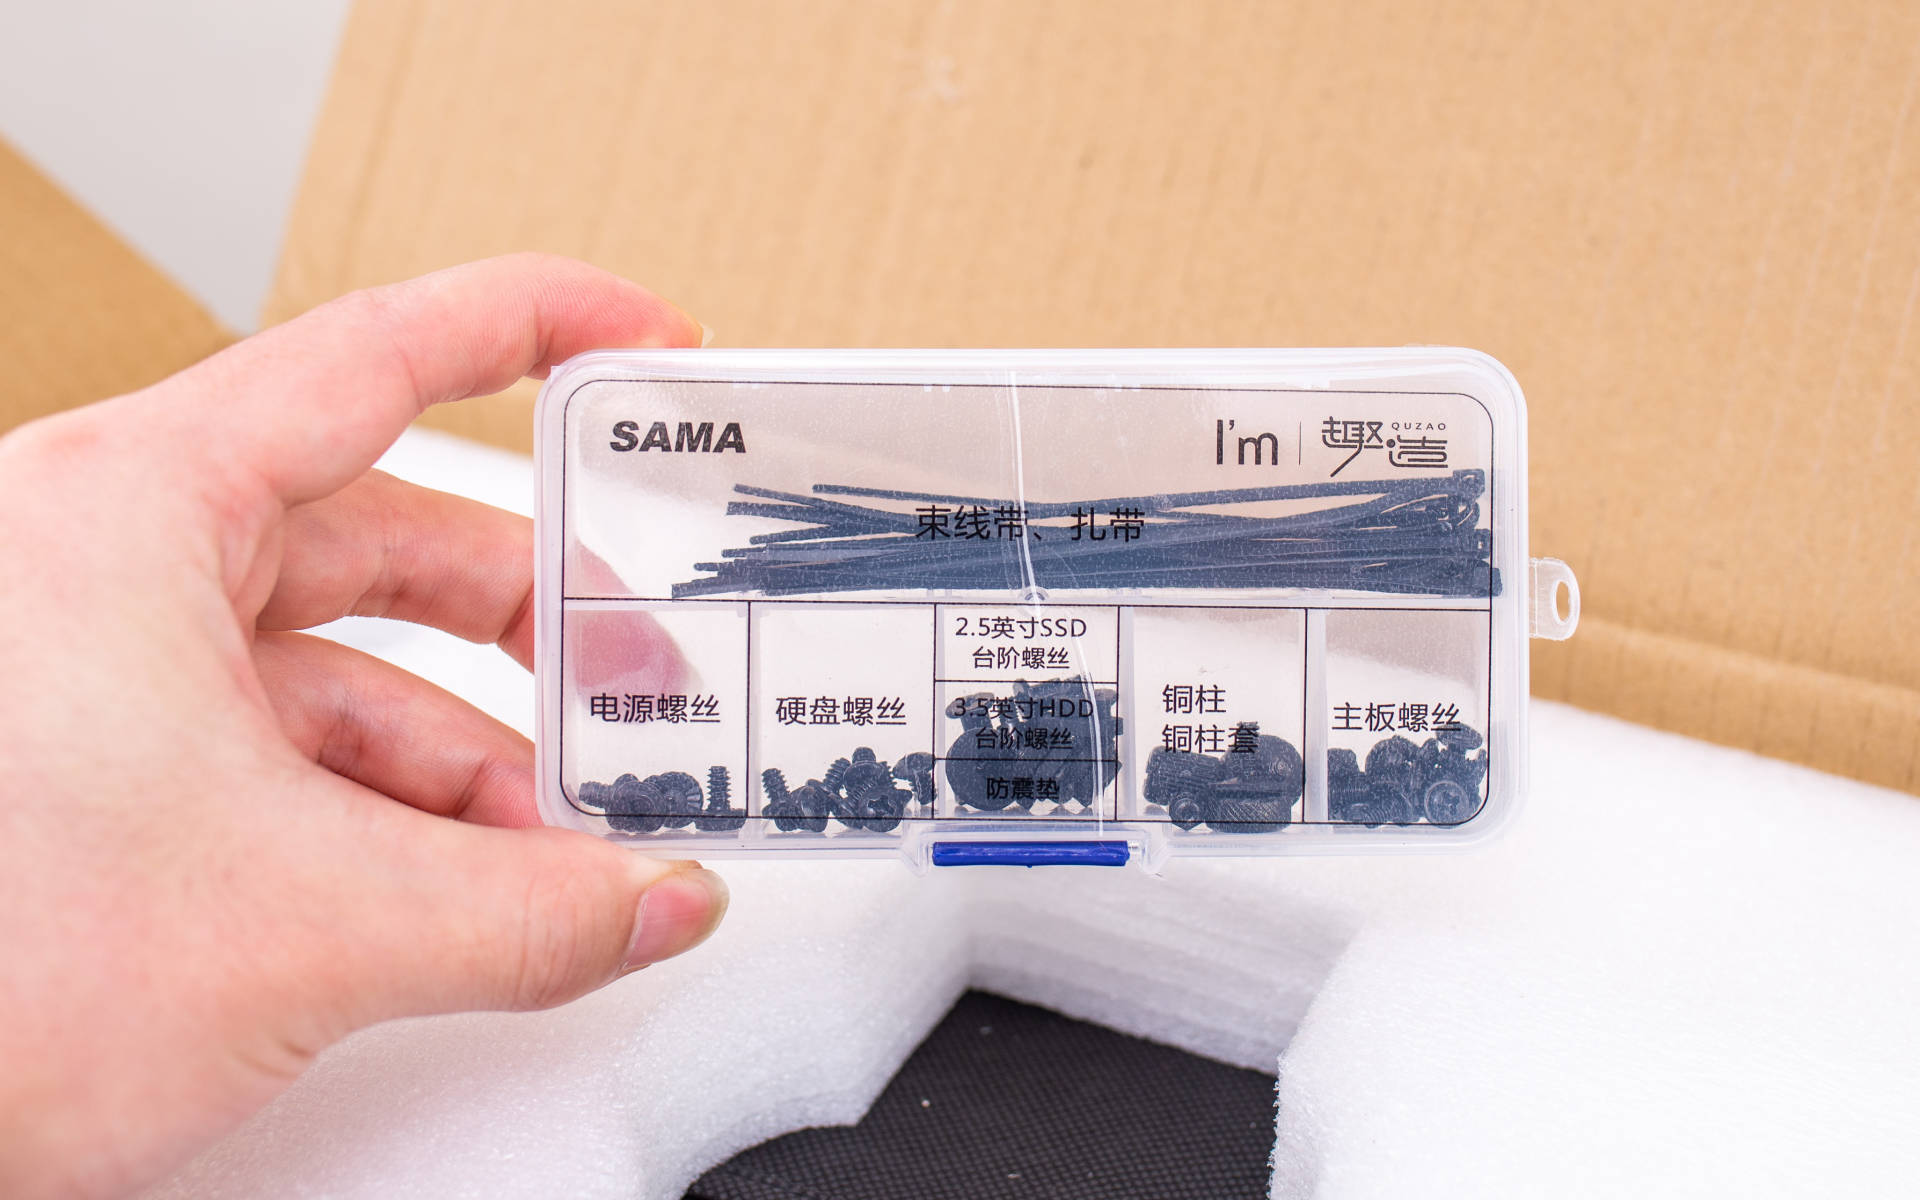 SAMA
I'm | 趣造 QUZAO
束线带、扎带
电源螺丝
硬盘螺丝
2.5英寸SSD
台阶螺丝
3.5英寸HDD
台阶螺丝
防震垫
铜柱
铜柱套
主板螺丝